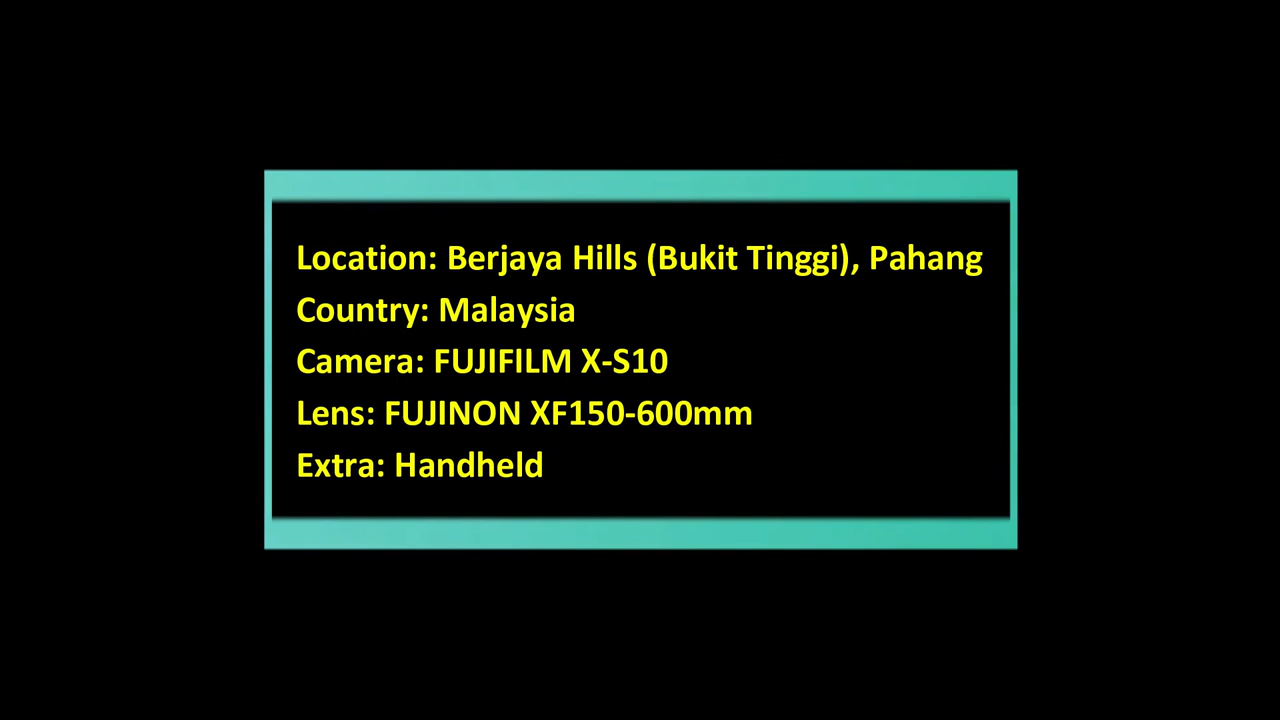 Location: Berjaya Hills (Bukit Tinggi), Pahang
Country: Malaysia
Camera: FUJIFILM X-S10
Lens: FUJINON XF150-600mm
Extra: Handheld